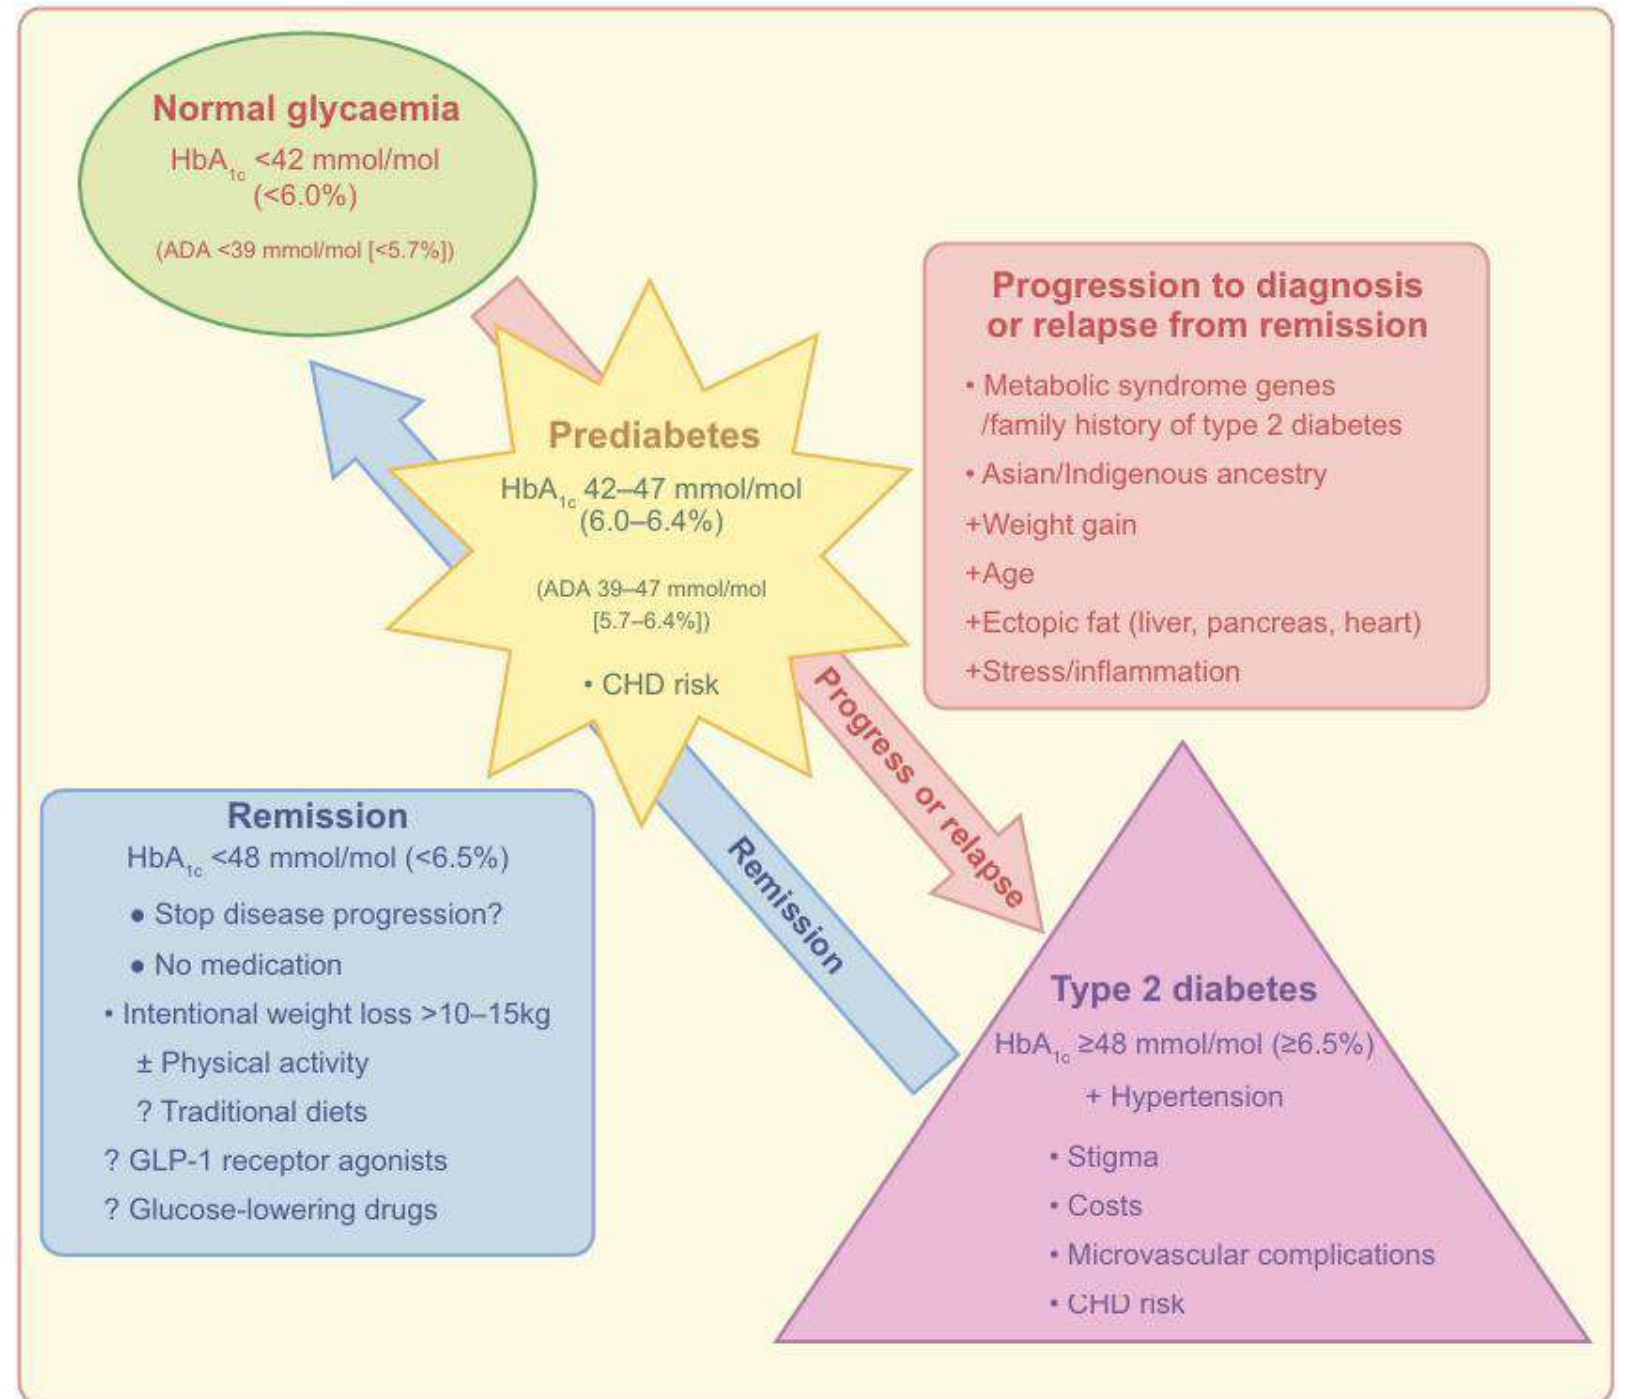 Normal glycaemia
HbA1c <42 mmol/mol
(<6.0%)
(ADA <39 mmol/mol [<5.7%])
Prediabetes
HbA1c 42–47 mmol/mol
(6.0–6.4%)
(ADA 39–47 mmol/mol
[5.7–6.4%])
• CHD risk
Progression to diagnosis
or relapse from remission
• Metabolic syndrome genes
/family history of type 2 diabetes
• Asian/Indigenous ancestry
+Weight gain
+Age
+Ectopic fat (liver, pancreas, heart)
+Stress/inflammation
Progress or relapse
Remission
Remission
HbA1c <48 mmol/mol (<6.5%)
● Stop disease progression?
● No medication
• Intentional weight loss >10–15kg
± Physical activity
? Traditional diets
? GLP-1 receptor agonists
? Glucose-lowering drugs
Type 2 diabetes
HbA1c ≥48 mmol/mol (≥6.5%)
+ Hypertension
• Stigma
• Costs
• Microvascular complications
• CHD risk